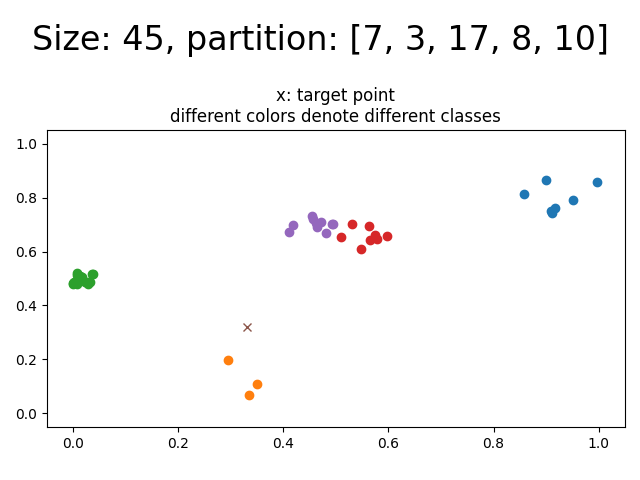 Size: 45, partition: [7, 3, 17, 8, 10]
x: target point
different colors denote different classes
1.0
0.8
0.6
0.4
0.2
0.0
0.0 0.2 0.4 0.6 0.8 1.0